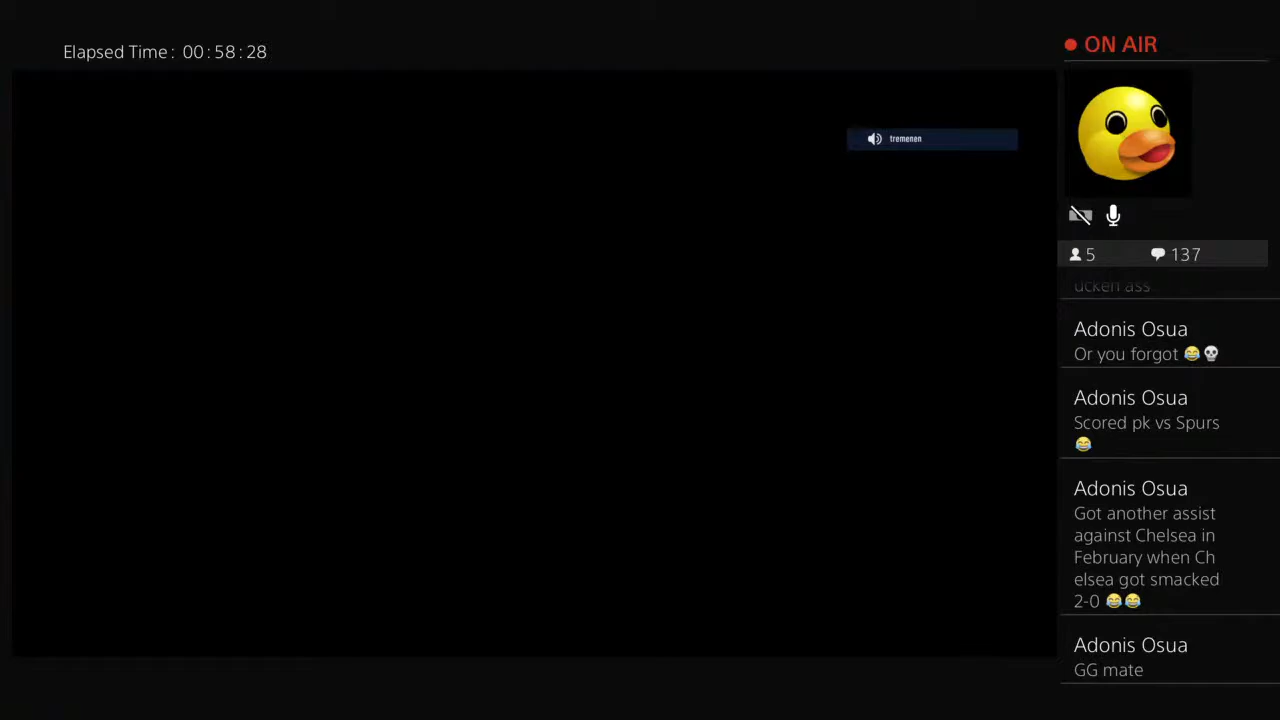 Elapsed Time: 00:58:28
ON AIR
tremenen
5 137
ucken ass
Adonis Osua
Or you forgot 😂💀
Adonis Osua
Scored pk vs Spurs
😂
Adonis Osua
Got another assist
against Chelsea in
February when Ch
elsea got smacked
2-0 😂😂
Adonis Osua
GG mate